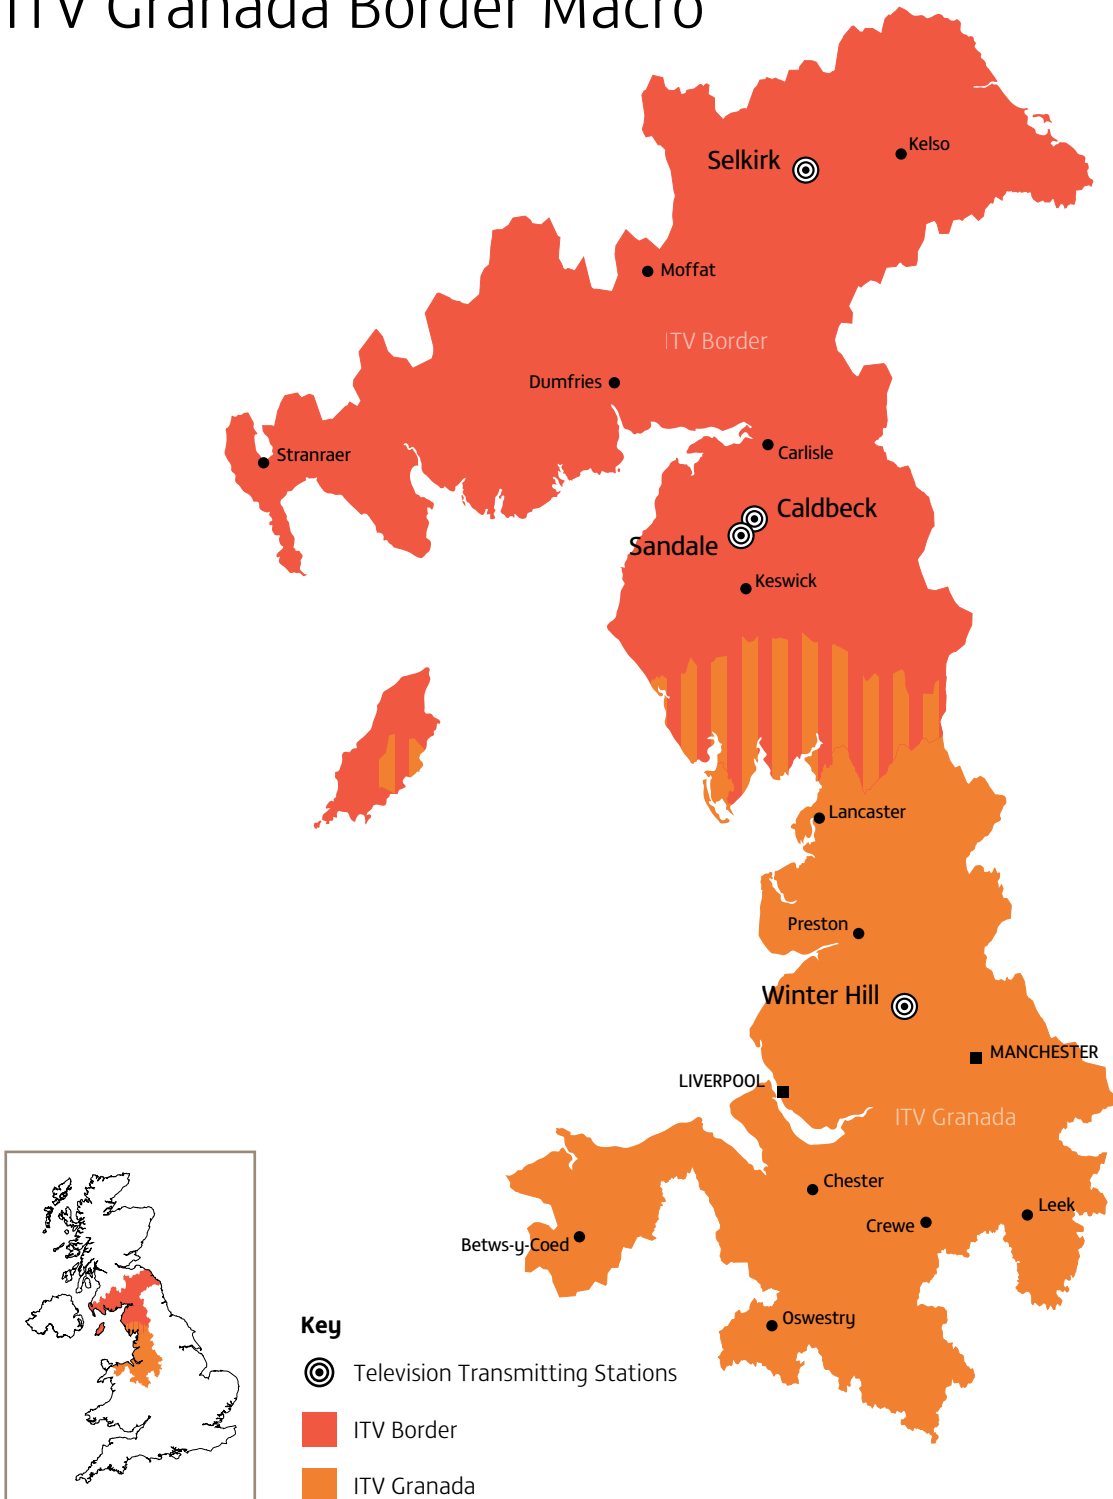 ITV Granada Border Macro
Kelso
Selkirk
Moffat
ITV Border
Dumfries
Carlisle
Stranraer
Caldbeck
Sandale
Keswick
Lancaster
Preston
Winter Hill
MANCHESTER
LIVERPOOL
ITV Granada
Chester
Leek
Crewe
Betws-y-Coed
Oswestry
Key
Television Transmitting Stations
ITV Border
ITV Granada